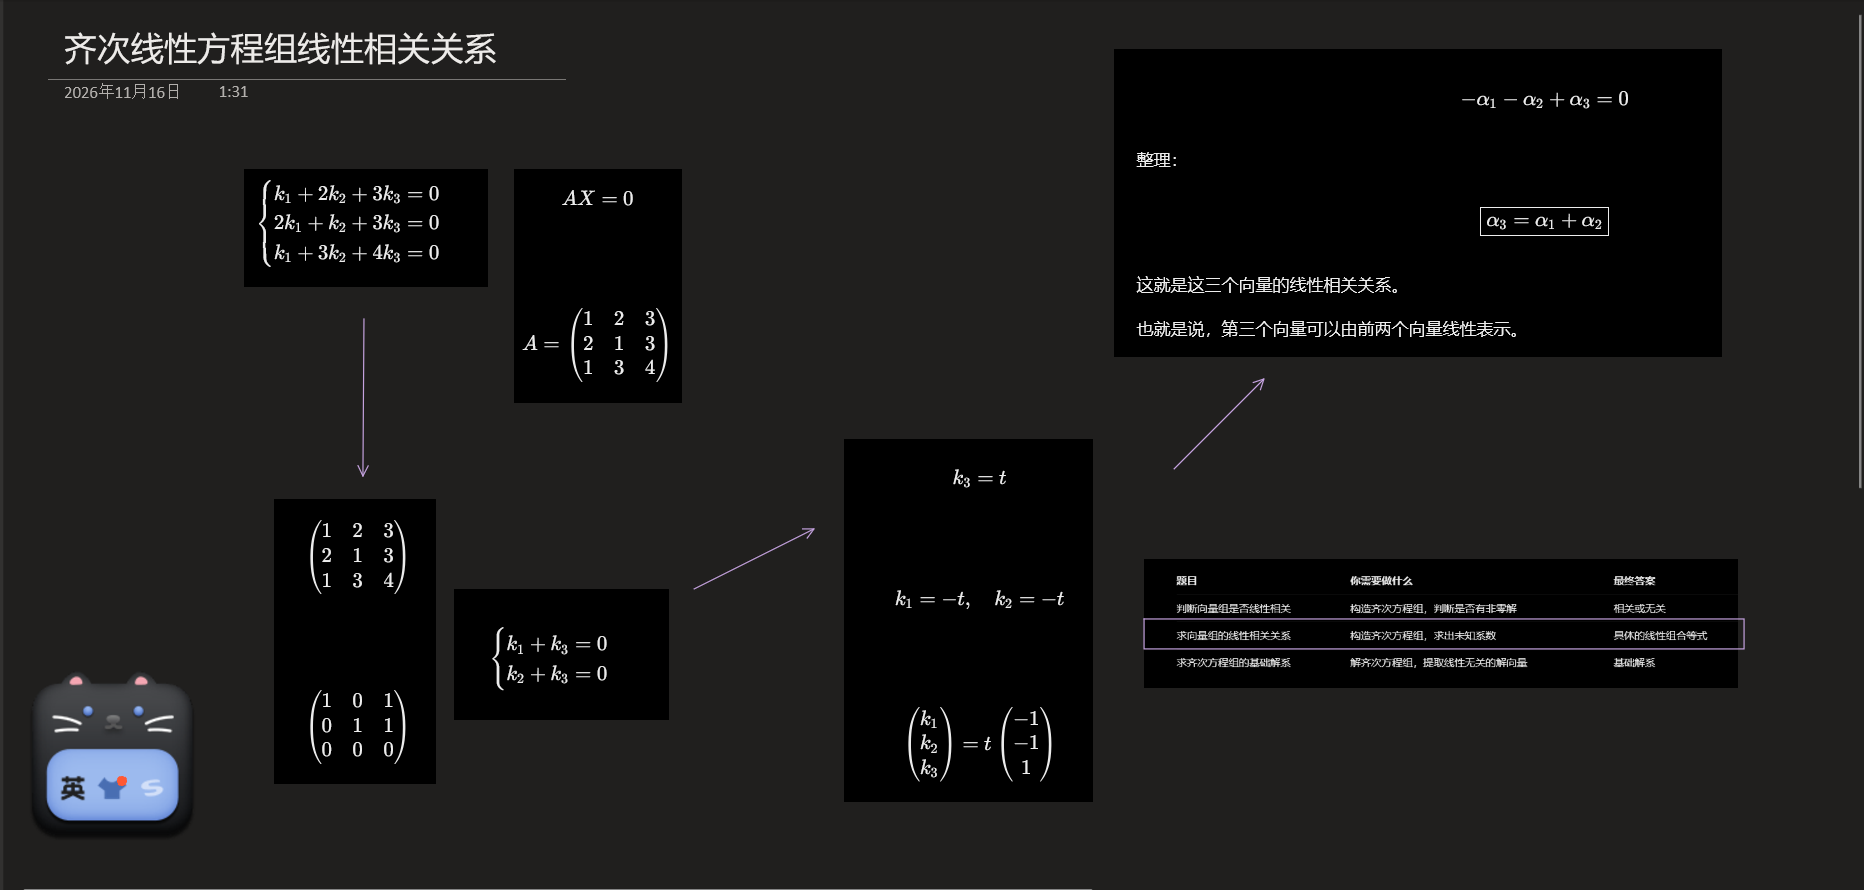 齐次线性方程组线性相关关系
2026年11月16日 1:31
k₁ + 2k₂ + 3k₃ = 0
2k₁ + k₂ + 3k₃ = 0
k₁ + 3k₂ + 4k₃ = 0
AX = 0
A = ( 1 2 3
2 1 3
1 3 4 )
( 1 2 3
2 1 3
1 3 4 )
( 1 0 1
0 1 1
0 0 0 )
k₁ + k₃ = 0
k₂ + k₃ = 0
k₃ = t
k₁ = −t, k₂ = −t
( k₁
k₂
k₃ ) = t ( −1
−1
1 )
−α₁ − α₂ + α₃ = 0
整理：
α₃ = α₁ + α₂
这就是这三个向量的线性相关关系。
也就是说，第三个向量可以由前两个向量线性表示。
题目 你需要做什么 最终答案
判断向量组是否线性相关 构造齐次方程组，判断是否有非零解 相关或无关
求向量组的线性相关关系 构造齐次方程组，求出未知系数 具体的线性组合等式
求齐次方程组的基础解系 解齐次方程组，提取线性无关的解向量 基础解系
英